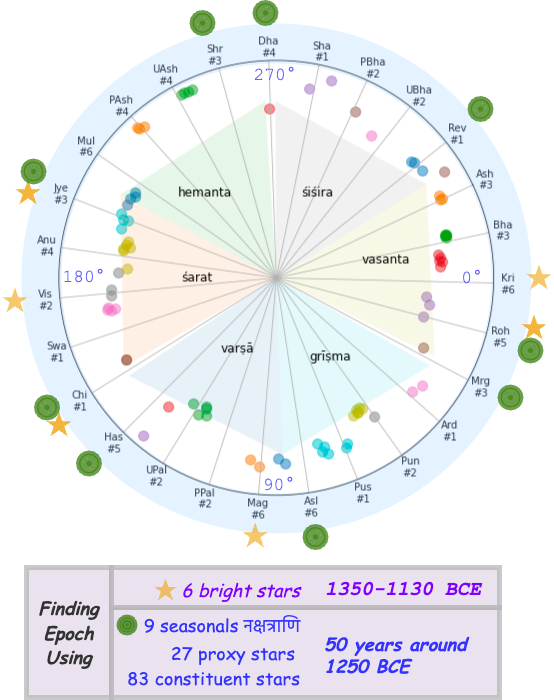 Dha
#4
Sha
#1
Shr
#3
PBha
#2
UAsh
#4
270°
UBha
#2
PAsh
#4
Rev
#1
Mul
#6
Ash
#3
hemanta
śiśira
Jye
#3
Bha
#3
Anu
#4
vasanta
180°
śarat
0°
Kri
#6
Vis
#2
Roh
#5
Swa
#1
varṣā
grīṣma
Mrg
#3
Chi
#1
Ard
#1
Has
#5
Pun
#2
UPal
#2
90°
Pus
#1
PPal
#2
Mag
#6
Asl
#6
Finding
Epoch
Using
6 bright stars
1350-1130 BCE
9 seasonals नक्षत्राणि
27 proxy stars
83 constituent stars
50 years around
1250 BCE